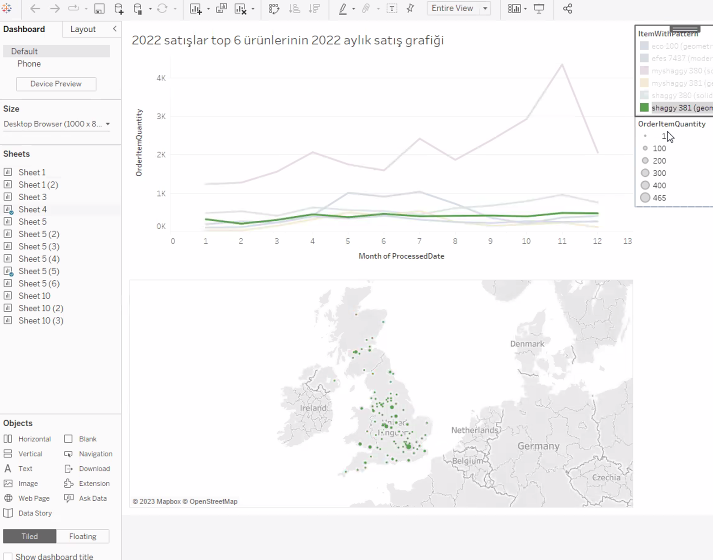 Entire View
Dashboard
Layout
Default
Phone
Device Preview
Size
Desktop Browser (1000 x 8...
Sheets
Sheet 1
Sheet 1 (2)
Sheet 3
Sheet 4
Sheet 5
Sheet 5 (2)
Sheet 5 (3)
Sheet 5 (4)
Sheet 5 (5)
Sheet 5 (6)
Sheet 10
Sheet 10 (2)
Sheet 10 (3)
Objects
Horizontal Blank
Vertical Navigation
Text Download
Image Extension
Web Page Ask Data
Data Story
Tiled Floating
Show dashboard title
2022 satışlar top 6 ürünlerinin 2022 aylık satış grafiği
OrderItemQuantity
4K
3K
2K
1K
0K
0 1 2 3 4 5 6 7 8 9 10 11 12 13
Month of ProcessedDate
ItemWithPattern
eco 100 (geomet
shaggy 381 (geom
OrderItemQuantity
1
100
200
300
400
465
Denmark
Ireland
Netherlands
Germany
Belgium
Czechia
© 2023 Mapbox © OpenStreetMap